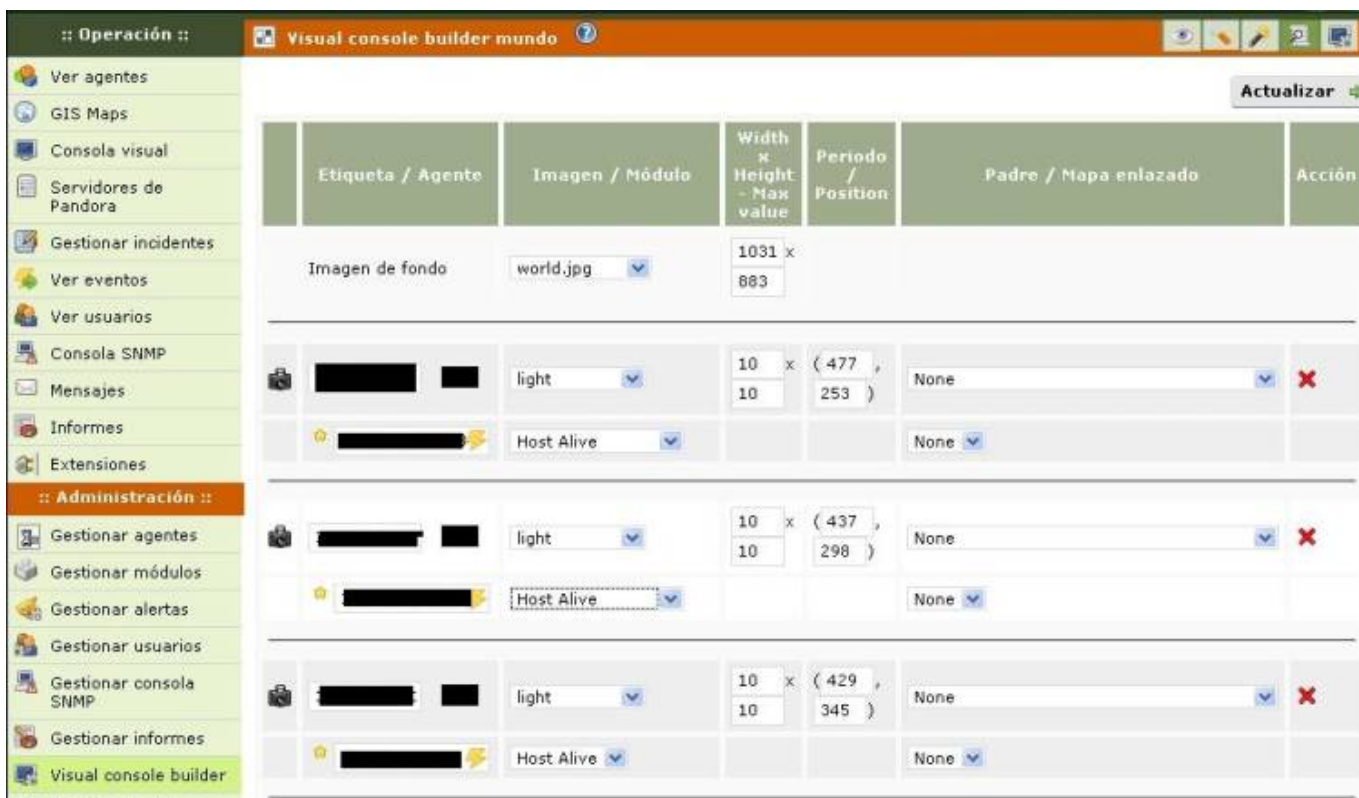 :: Operación ::
Visual console builder mundo
Ver agentes
GIS Maps
Consola visual
Servidores de
Pandora
Gestionar incidentes
Ver eventos
Ver usuarios
Consola SNMP
Mensajes
Informes
Extensiones
:: Administración ::
Gestionar agentes
Gestionar módulos
Gestionar alertas
Gestionar usuarios
Gestionar consola
SNMP
Gestionar informes
Visual console builder
Actualizar
Etiqueta / Agente
Imagen / Módulo
Width
x
Height
- Max
value
Periodo
/
Position
Padre / Mapa enlazado
Acción
Imagen de fondo
world.jpg
1031 x
883
light
10 x
10
( 477 ,
253 )
None
Host Alive
None
light
10 x
10
( 437 ,
298 )
None
Host Alive
None
light
10 x
10
( 429 ,
345 )
None
Host Alive
None